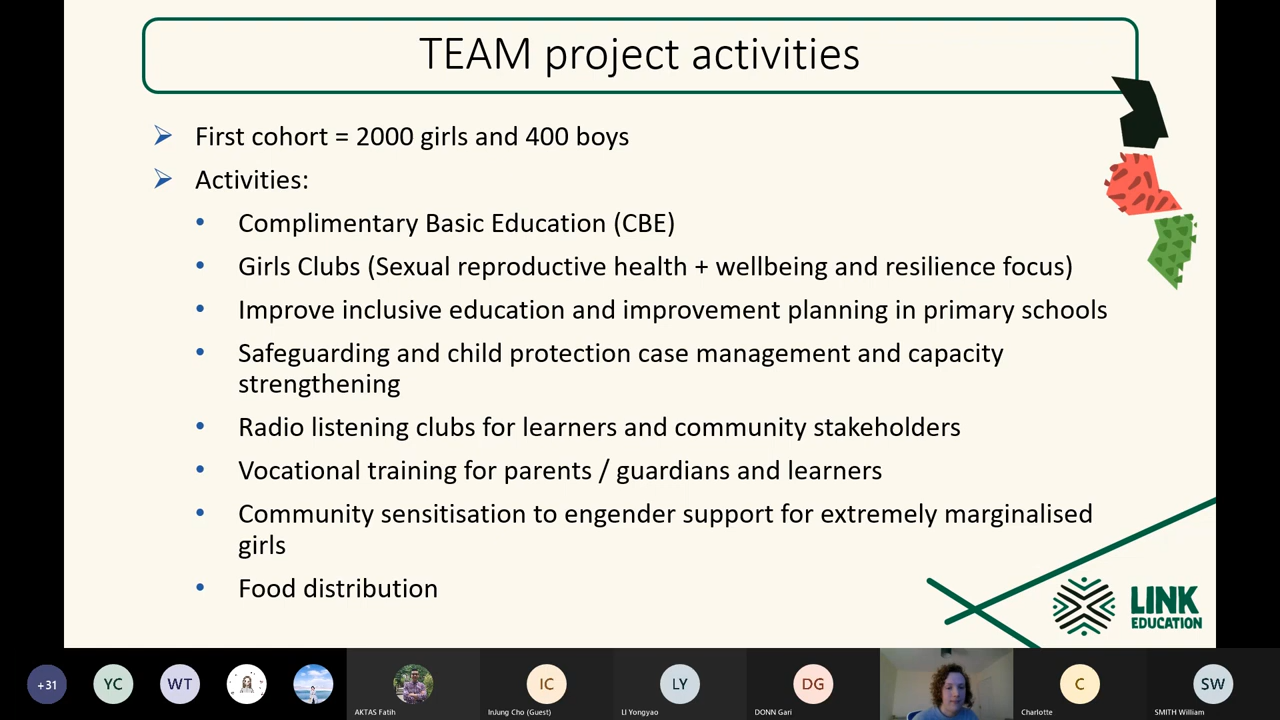 TEAM project activities
First cohort = 2000 girls and 400 boys
Activities:
Complimentary Basic Education (CBE)
Girls Clubs (Sexual reproductive health + wellbeing and resilience focus)
Improve inclusive education and improvement planning in primary schools
Safeguarding and child protection case management and capacity
strengthening
Radio listening clubs for learners and community stakeholders
Vocational training for parents / guardians and learners
Community sensitisation to engender support for extremely marginalised
girls
Food distribution
LINK
EDUCATION
+31
YC
WT
IC
LY
DG
C
SW
AKTAS Fatih
InJung Cho (Guest)
LI Yongyao
DONN Gari
Charlotte
SMITH William